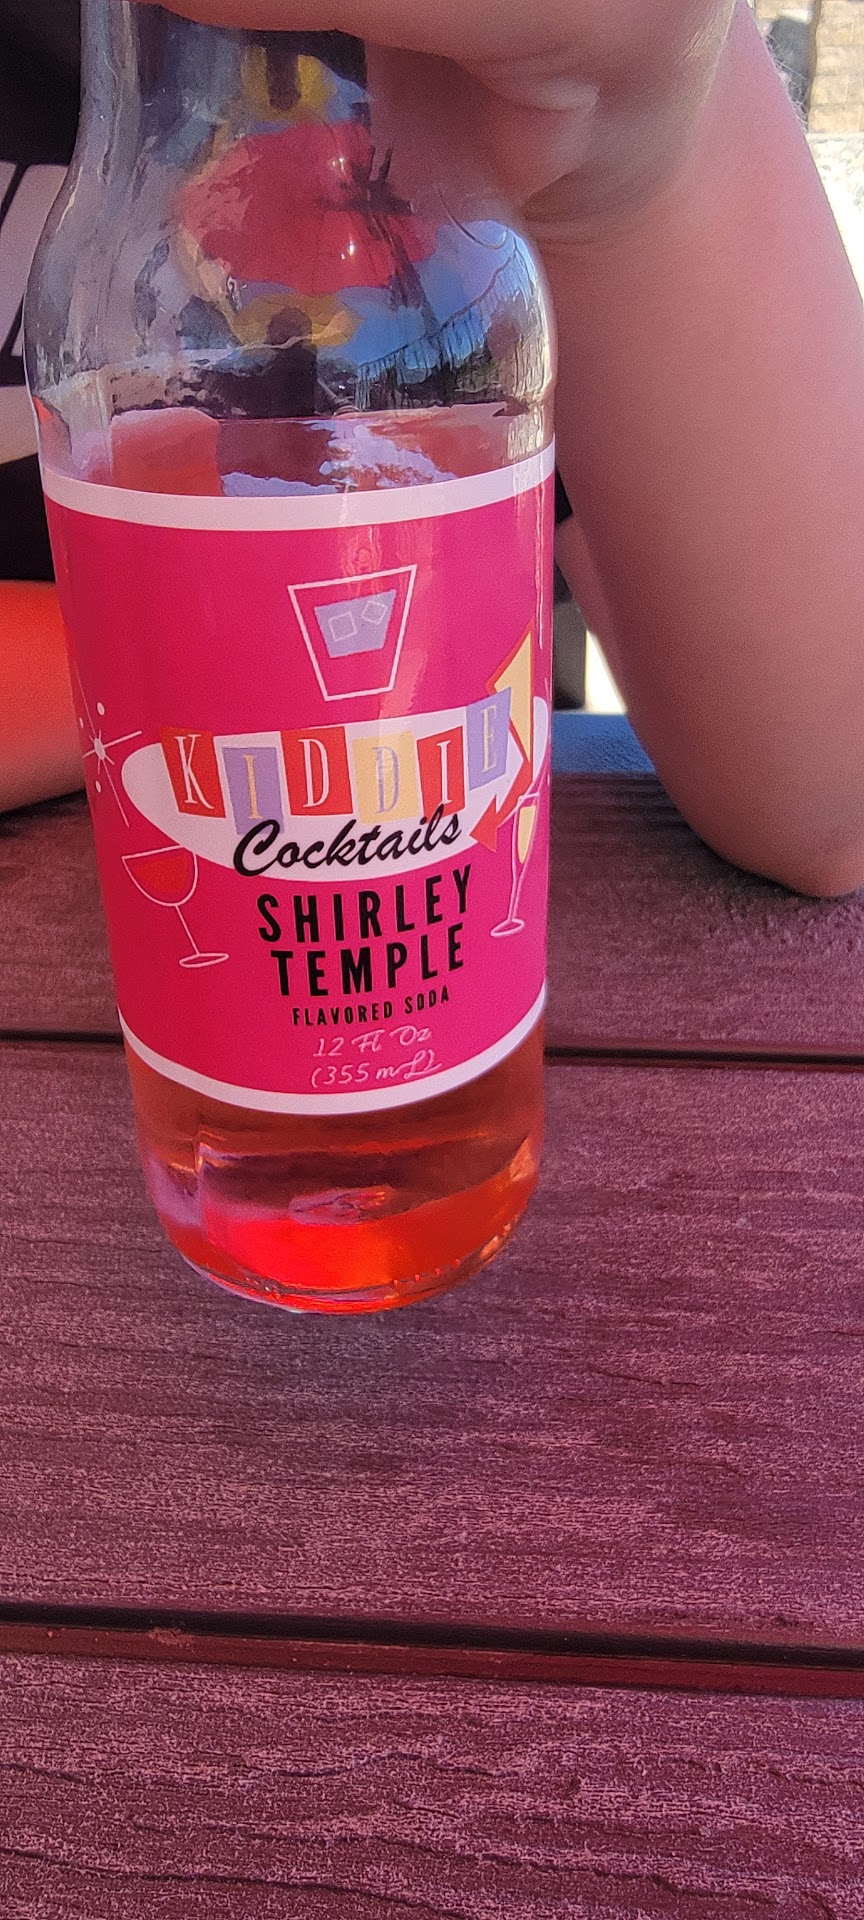 KIDDIE
Cocktails
SHIRLEY
TEMPLE
FLAVORED SODA
12 Fl Oz
(355 mL)